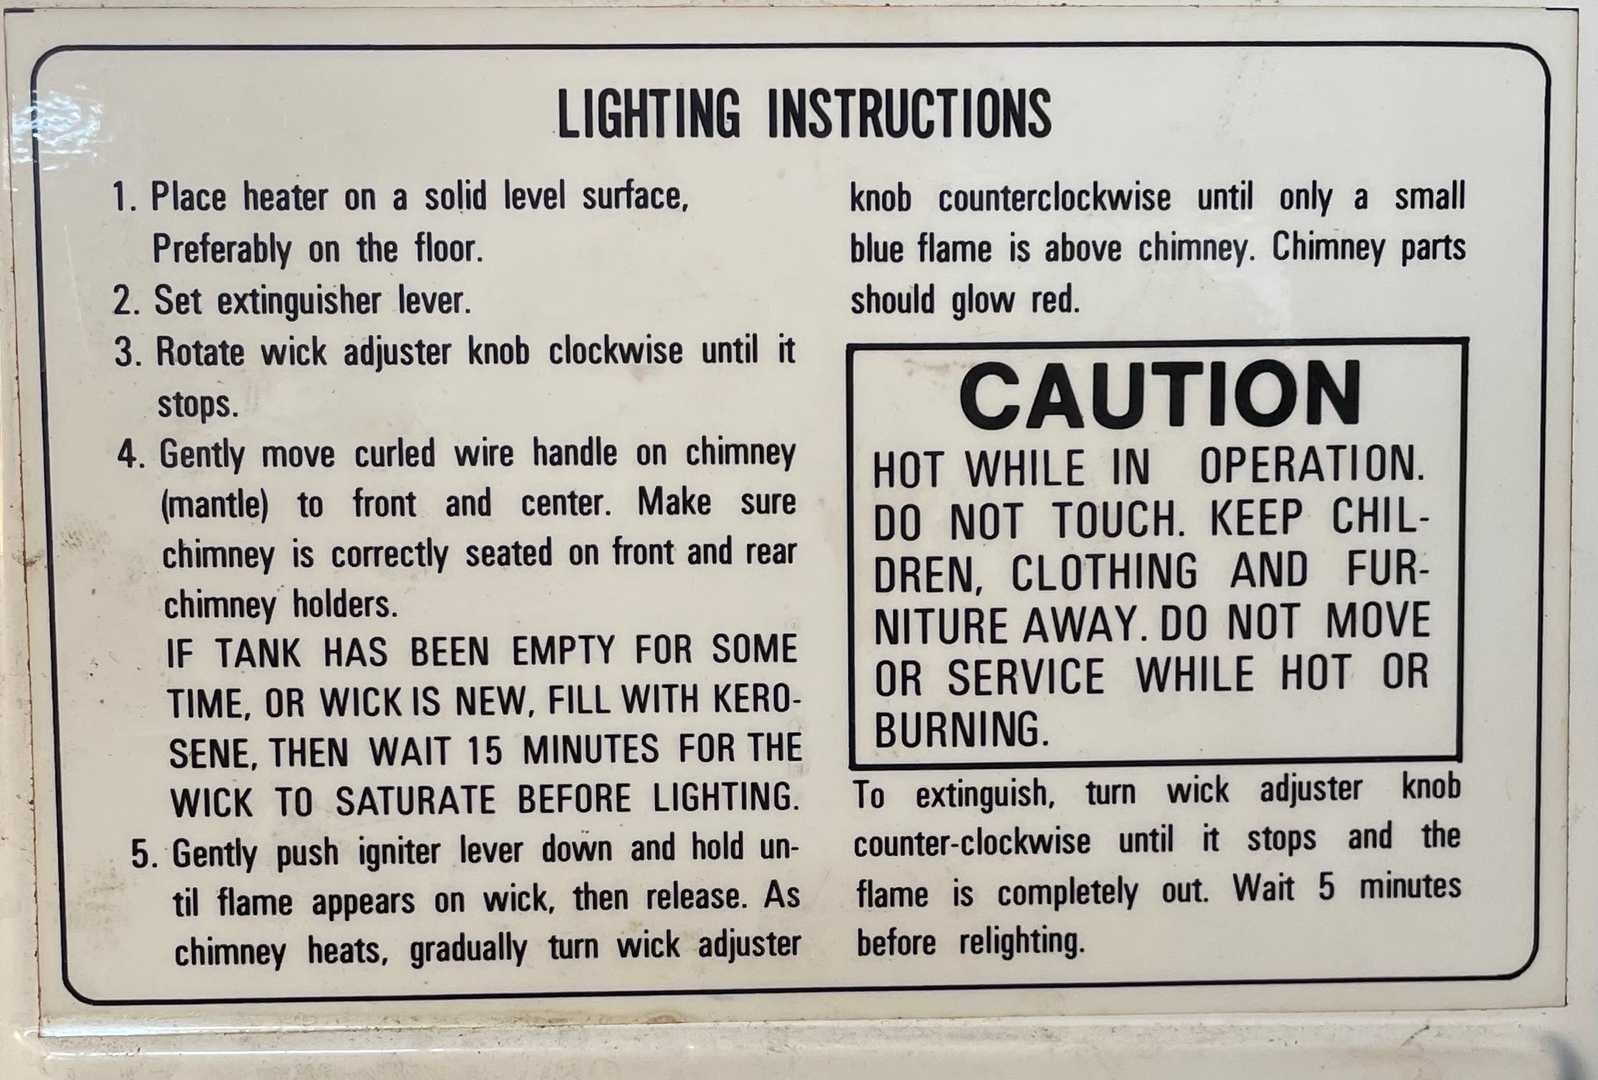 LIGHTING INSTRUCTIONS
1. Place heater on a solid level surface,
Preferably on the floor.
2. Set extinguisher lever.
3. Rotate wick adjuster knob clockwise until it
stops.
4. Gently move curled wire handle on chimney
(mantle) to front and center. Make sure
chimney is correctly seated on front and rear
chimney holders.
IF TANK HAS BEEN EMPTY FOR SOME
TIME, OR WICK IS NEW, FILL WITH KERO-
SENE, THEN WAIT 15 MINUTES FOR THE
WICK TO SATURATE BEFORE LIGHTING.
5. Gently push igniter lever down and hold un-
til flame appears on wick, then release. As
chimney heats, gradually turn wick adjuster
knob counterclockwise until only a small
blue flame is above chimney. Chimney parts
should glow red.
CAUTION
HOT WHILE IN OPERATION.
DO NOT TOUCH. KEEP CHIL-
DREN, CLOTHING AND FUR-
NITURE AWAY. DO NOT MOVE
OR SERVICE WHILE HOT OR
BURNING.
To extinguish, turn wick adjuster knob
counter-clockwise until it stops and the
flame is completely out. Wait 5 minutes
before relighting.